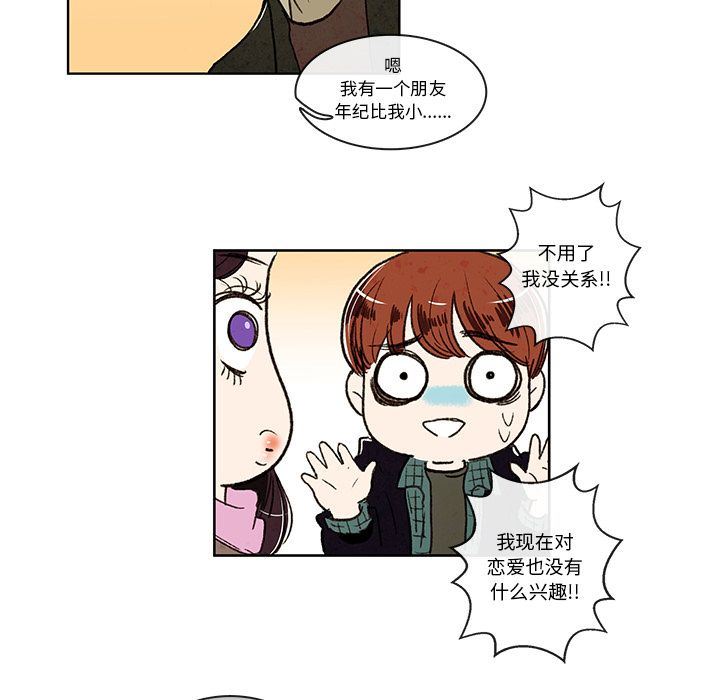 嗯
我有一个朋友
年纪比我小......
不用了
我没关系!!
我现在对
恋爱也没有
什么兴趣!!